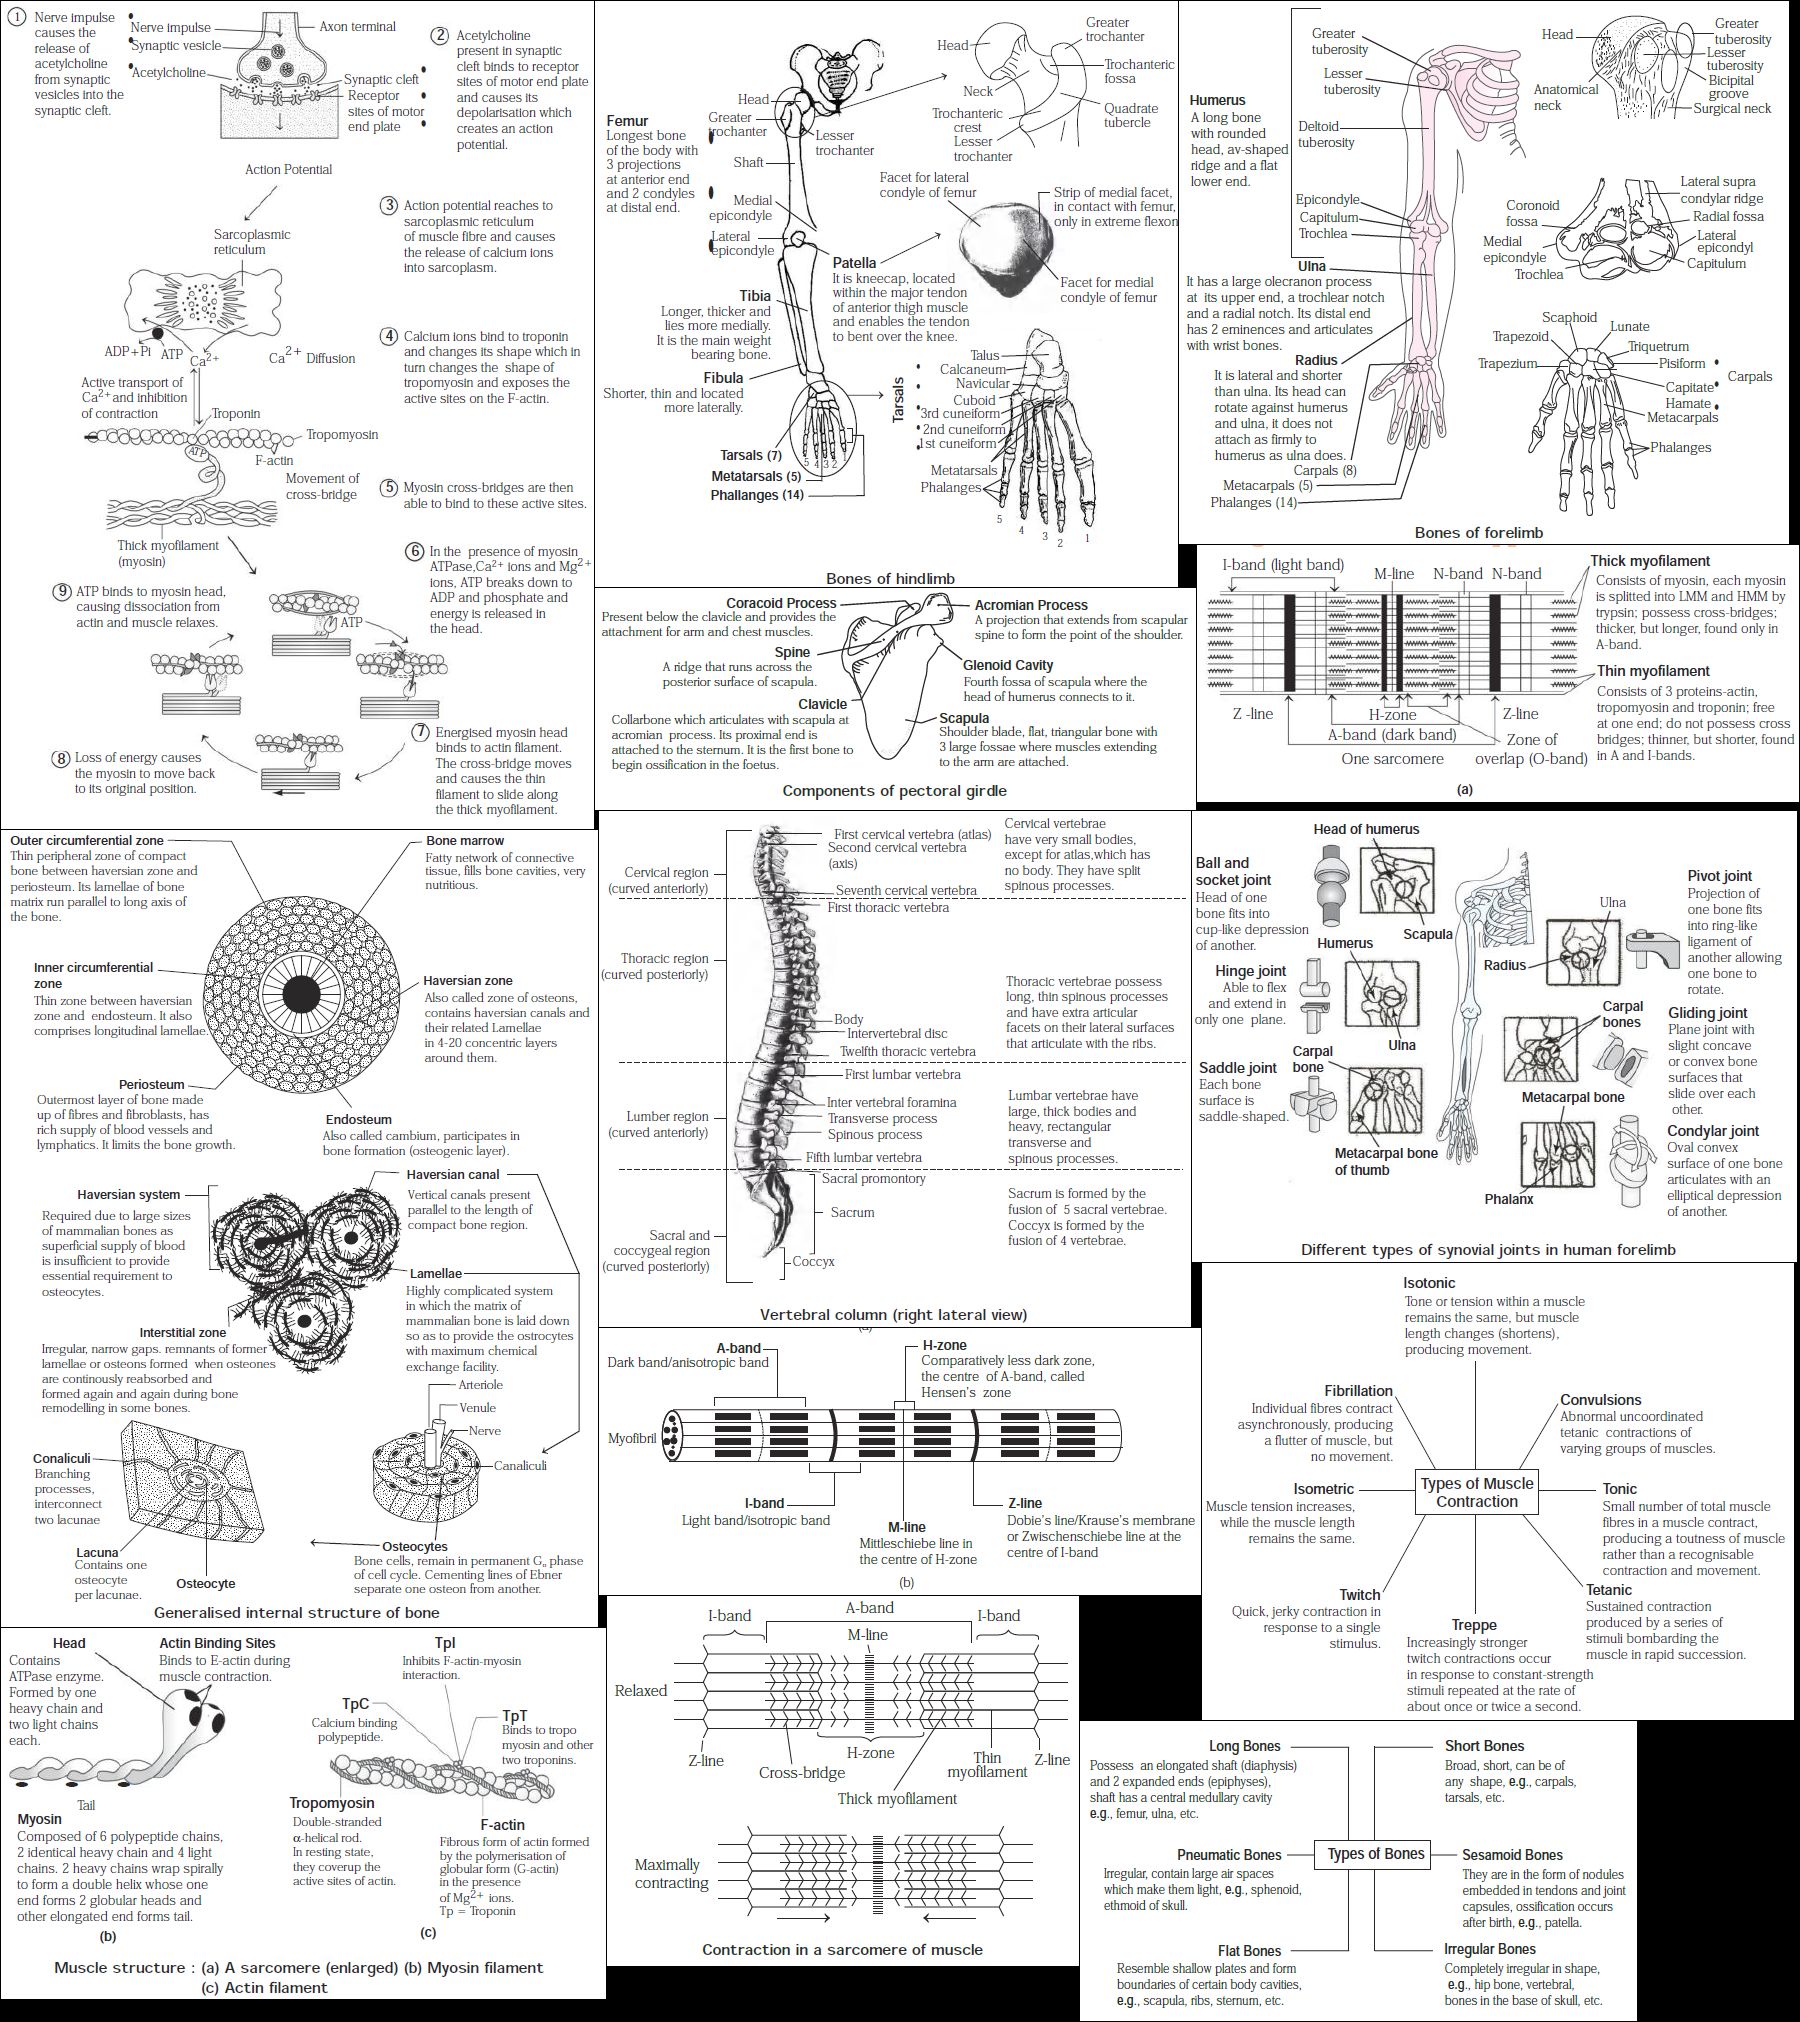 1 Nerve impulse
causes the
release of
acetylcholine
from synaptic
vesicles into the
synaptic cleft.
Nerve impulse
Synaptic vesicle
Acetylcholine
Axon terminal
Synaptic cleft
Receptor
sites of motor
end plate
2 Acetylcholine
present in synaptic
cleft binds to receptor
sites of motor end plate
and causes its
depolarisation which
creates an action
potential.
Action Potential
Sarcoplasmic
reticulum
3 Action potential reaches to
sarcoplasmic reticulum
of muscle fibre and causes
the release of calcium ions
into sarcoplasm.
ADP+Pi ATP Ca2+
Ca2+ Diffusion
4 Calcium ions bind to troponin
and changes its shape which in
turn changes the shape of
tropomyosin and exposes the
active sites on the F-actin.
Active transport of
Ca2+ and inhibition
of contraction
Troponin
Tropomyosin
F-actin
ATP
Movement of
cross-bridge
5 Myosin cross-bridges are then
able to bind to these active sites.
Thick myofilament
(myosin)
6 In the presence of myosin
ATPase,Ca2+ ions and Mg2+
ions, ATP breaks down to
ADP and phosphate and
energy is released in
the head.
9 ATP binds to myosin head,
causing dissociation from
actin and muscle relaxes.
ATP
7 Energised myosin head
binds to actin filament.
The cross-bridge moves
and causes the thin
filament to slide along
the thick myofilament.
8 Loss of energy causes
the myosin to move back
to its original position.
Femur
Longest bone
of the body with
3 projections
at anterior end
and 2 condyles
at distal end.
Head
Greater
trochanter
Lesser
trochanter
Shaft
Medial
epicondyle
Lateral
epicondyle
Head
Greater
trochanter
Trochanteric
fossa
Neck
Trochanteric
crest
Lesser
trochanter
Quadrate
tubercle
Facet for lateral
condyle of femur
Strip of medial facet,
in contact with femur,
only in extreme flexon
Facet for medial
condyle of femur
Patella
It is kneecap, located
within the major tendon
of anterior thigh muscle
and enables the tendon
to bent over the knee.
Tibia
Longer, thicker and
lies more medially.
It is the main weight
bearing bone.
Fibula
Shorter, thin and located
more laterally.
Tarsals
Talus
Calcaneum
Navicular
Cuboid
3rd cuneiform
2nd cuneiform
1st cuneiform
Metatarsals
Phalanges
Tarsals (7)
Metatarsals (5)
Phallanges (14)
5 4 3 2 1
5 4 3 2 1
Bones of hindlimb
Humerus
A long bone
with rounded
head, av-shaped
ridge and a flat
lower end.
Greater
tuberosity
Lesser
tuberosity
Deltoid
tuberosity
Epicondyle
Capitulum
Trochlea
Head
Anatomical
neck
Greater
tuberosity
Lesser
tuberosity
Bicipital
groove
Surgical neck
Coronoid
fossa
Medial
epicondyle
Trochlea
Lateral supra
condylar ridge
Radial fossa
Lateral
epicondyl
Capitulum
Ulna
It has a large olecranon process
at its upper end, a trochlear notch
and a radial notch. Its distal end
has 2 eminences and articulates
with wrist bones.
Radius
It is lateral and shorter
than ulna. Its head can
rotate against humerus
and ulna, it does not
attach as firmly to
humerus as ulna does.
Carpals (8)
Metacarpals (5)
Phalanges (14)
Scaphoid
Trapezoid
Trapezium
Lunate
Triquetrum
Pisiform
Capitate
Hamate
Carpals
Metacarpals
Phalanges
Bones of forelimb
Coracoid Process
Present below the clavicle and provides the
attachment for arm and chest muscles.
Spine
A ridge that runs across the
posterior surface of scapula.
Clavicle
Collarbone which articulates with scapula at
acromian process. Its proximal end is
attached to the sternum. It is the first bone to
begin ossification in the foetus.
Acromian Process
A projection that extends from scapular
spine to form the point of the shoulder.
Glenoid Cavity
Fourth fossa of scapula where the
head of humerus connects to it.
Scapula
Shoulder blade, flat, triangular bone with
3 large fossae where muscles extending
to the arm are attached.
Components of pectoral girdle
I-band (light band)
M-line N-band N-band
Thick myofilament
Consists of myosin, each myosin
is splitted into LMM and HMM by
trypsin; possess cross-bridges;
thicker, but longer, found only in
A-band.
Thin myofilament
Consists of 3 proteins-actin,
tropomyosin and troponin; free
at one end; do not possess cross
bridges; thinner, but shorter, found
in A and I-bands.
Z -line
H-zone
Z-line
A-band (dark band)
Zone of
overlap (O-band)
One sarcomere
(a)
Outer circumferential zone
Thin peripheral zone of compact
bone between haversian zone and
periosteum. Its lamellae of bone
matrix run parallel to long axis of
the bone.
Bone marrow
Fatty network of connective
tissue, fills bone cavities, very
nutritious.
Inner circumferential
zone
Thin zone between haversian
zone and endosteum. It also
comprises longitudinal lamellae.
Haversian zone
Also called zone of osteons,
contains haversian canals and
their related Lamellae
in 4-20 concentric layers
around them.
Periosteum
Outermost layer of bone made
up of fibres and fibroblasts, has
rich supply of blood vessels and
lymphatics. It limits the bone growth.
Endosteum
Also called cambium, participates in
bone formation (osteogenic layer).
Haversian system
Required due to large sizes
of mammalian bones as
superficial supply of blood
is insufficient to provide
essential requirement to
osteocytes.
Haversian canal
Vertical canals present
parallel to the length of
compact bone region.
Lamellae
Highly complicated system
in which the matrix of
mammalian bone is laid down
so as to provide the ostrocytes
with maximum chemical
exchange facility.
Interstitial zone
Irregular, narrow gaps. remnants of former
lamellae or osteons formed when osteones
are continously reabsorbed and
formed again and again during bone
remodelling in some bones.
Arteriole
Venule
Nerve
Canaliculi
Conaliculi
Branching
processes,
interconnect
two lacunae
Lacuna
Contains one
osteocyte
per lacunae.
Osteocyte
Osteocytes
Bone cells, remain in permanent Go phase
of cell cycle. Cementing lines of Ebner
separate one osteon from another.
Generalised internal structure of bone
Cervical region
(curved anteriorly)
First cervical vertebra (atlas)
Second cervical vertebra
(axis)
Seventh cervical vertebra
First thoracic vertebra
Cervical vertebrae
have very small bodies,
except for atlas,which has
no body. They have split
spinous processes.
Thoracic region
(curved posteriorly)
Body
Intervertebral disc
Twelfth thoracic vertebra
Thoracic vertebrae possess
long, thin spinous processes
and have extra articular
facets on their lateral surfaces
that articulate with the ribs.
First lumbar vertebra
Lumber region
(curved anteriorly)
Inter vertebral foramina
Transverse process
Spinous process
Fifth lumbar vertebra
Lumbar vertebrae have
large, thick bodies and
heavy, rectangular
transverse and
spinous processes.
Sacral promontory
Sacrum
Sacral and
coccygeal region
(curved posteriorly)
Coccyx
Sacrum is formed by the
fusion of 5 sacral vertebrae.
Coccyx is formed by the
fusion of 4 vertebrae.
Vertebral column (right lateral view)
Head of humerus
Ball and
socket joint
Head of one
bone fits into
cup-like depression
of another.
Scapula
Humerus
Hinge joint
Able to flex
and extend in
only one plane.
Ulna
Saddle joint
Each bone
surface is
saddle-shaped.
Carpal
bone
Metacarpal bone
of thumb
Ulna
Radius
Pivot joint
Projection of
one bone fits
into ring-like
ligament of
another allowing
one bone to
rotate.
Carpal
bones
Gliding joint
Plane joint with
slight concave
or convex bone
surfaces that
slide over each
other.
Metacarpal bone
Phalanx
Condylar joint
Oval convex
surface of one bone
articulates with an
elliptical depression
of another.
Different types of synovial joints in human forelimb
A-band
Dark band/anisotropic band
H-zone
Comparatively less dark zone,
the centre of A-band, called
Hensen's zone
Myofibril
I-band
Light band/isotropic band
M-line
Mittleschiebe line in
the centre of H-zone
Z-line
Dobie's line/Krause's membrane
or Zwischenschiebe line at the
centre of I-band
(b)
Isotonic
Tone or tension within a muscle
remains the same, but muscle
length changes (shortens),
producing movement.
Fibrillation
Individual fibres contract
asynchronously, producing
a flutter of muscle, but
no movement.
Convulsions
Abnormal uncoordinated
tetanic contractions of
varying groups of muscles.
Isometric
Muscle tension increases,
while the muscle length
remains the same.
Types of Muscle
Contraction
Tonic
Small number of total muscle
fibres in a muscle contract,
producing a toutness of muscle
rather than a recognisable
contraction and movement.
Twitch
Quick, jerky contraction in
response to a single
stimulus.
Treppe
Increasingly stronger
twitch contractions occur
in response to constant-strength
stimuli repeated at the rate of
about once or twice a second.
Tetanic
Sustained contraction
produced by a series of
stimuli bombarding the
muscle in rapid succession.
Head
Contains
ATPase enzyme.
Formed by one
heavy chain and
two light chains
each.
Actin Binding Sites
Binds to E-actin during
muscle contraction.
Tail
Myosin
Composed of 6 polypeptide chains,
2 identical heavy chain and 4 light
chains. 2 heavy chains wrap spirally
to form a double helix whose one
end forms 2 globular heads and
other elongated end forms tail.
(b)
TpI
Inhibits F-actin-myosin
interaction.
TpC
Calcium binding
polypeptide.
TpT
Binds to tropo
myosin and other
two troponins.
Tropomyosin
Double-stranded
α-helical rod.
In resting state,
they coverup the
active sites of actin.
F-actin
Fibrous form of actin formed
by the polymerisation of
globular form (G-actin)
in the presence
of Mg2+ ions.
Tp = Troponin
(c)
Muscle structure : (a) A sarcomere (enlarged) (b) Myosin filament
(c) Actin filament
I-band
A-band
I-band
M-line
Relaxed
Z-line
H-zone
Cross-bridge
Thin
myofilament
Z-line
Thick myofilament
Maximally
contracting
Contraction in a sarcomere of muscle
Long Bones
Possess an elongated shaft (diaphysis)
and 2 expanded ends (epiphyses),
shaft has a central medullary cavity
e.g., femur, ulna, etc.
Short Bones
Broad, short, can be of
any shape, e.g., carpals,
tarsals, etc.
Pneumatic Bones
Irregular, contain large air spaces
which make them light, e.g., sphenoid,
ethmoid of skull.
Types of Bones
Sesamoid Bones
They are in the form of nodules
embedded in tendons and joint
capsules, ossification occurs
after birth, e.g., patella.
Flat Bones
Resemble shallow plates and form
boundaries of certain body cavities,
e.g., scapula, ribs, sternum, etc.
Irregular Bones
Completely irregular in shape,
e.g., hip bone, vertebral,
bones in the base of skull, etc.